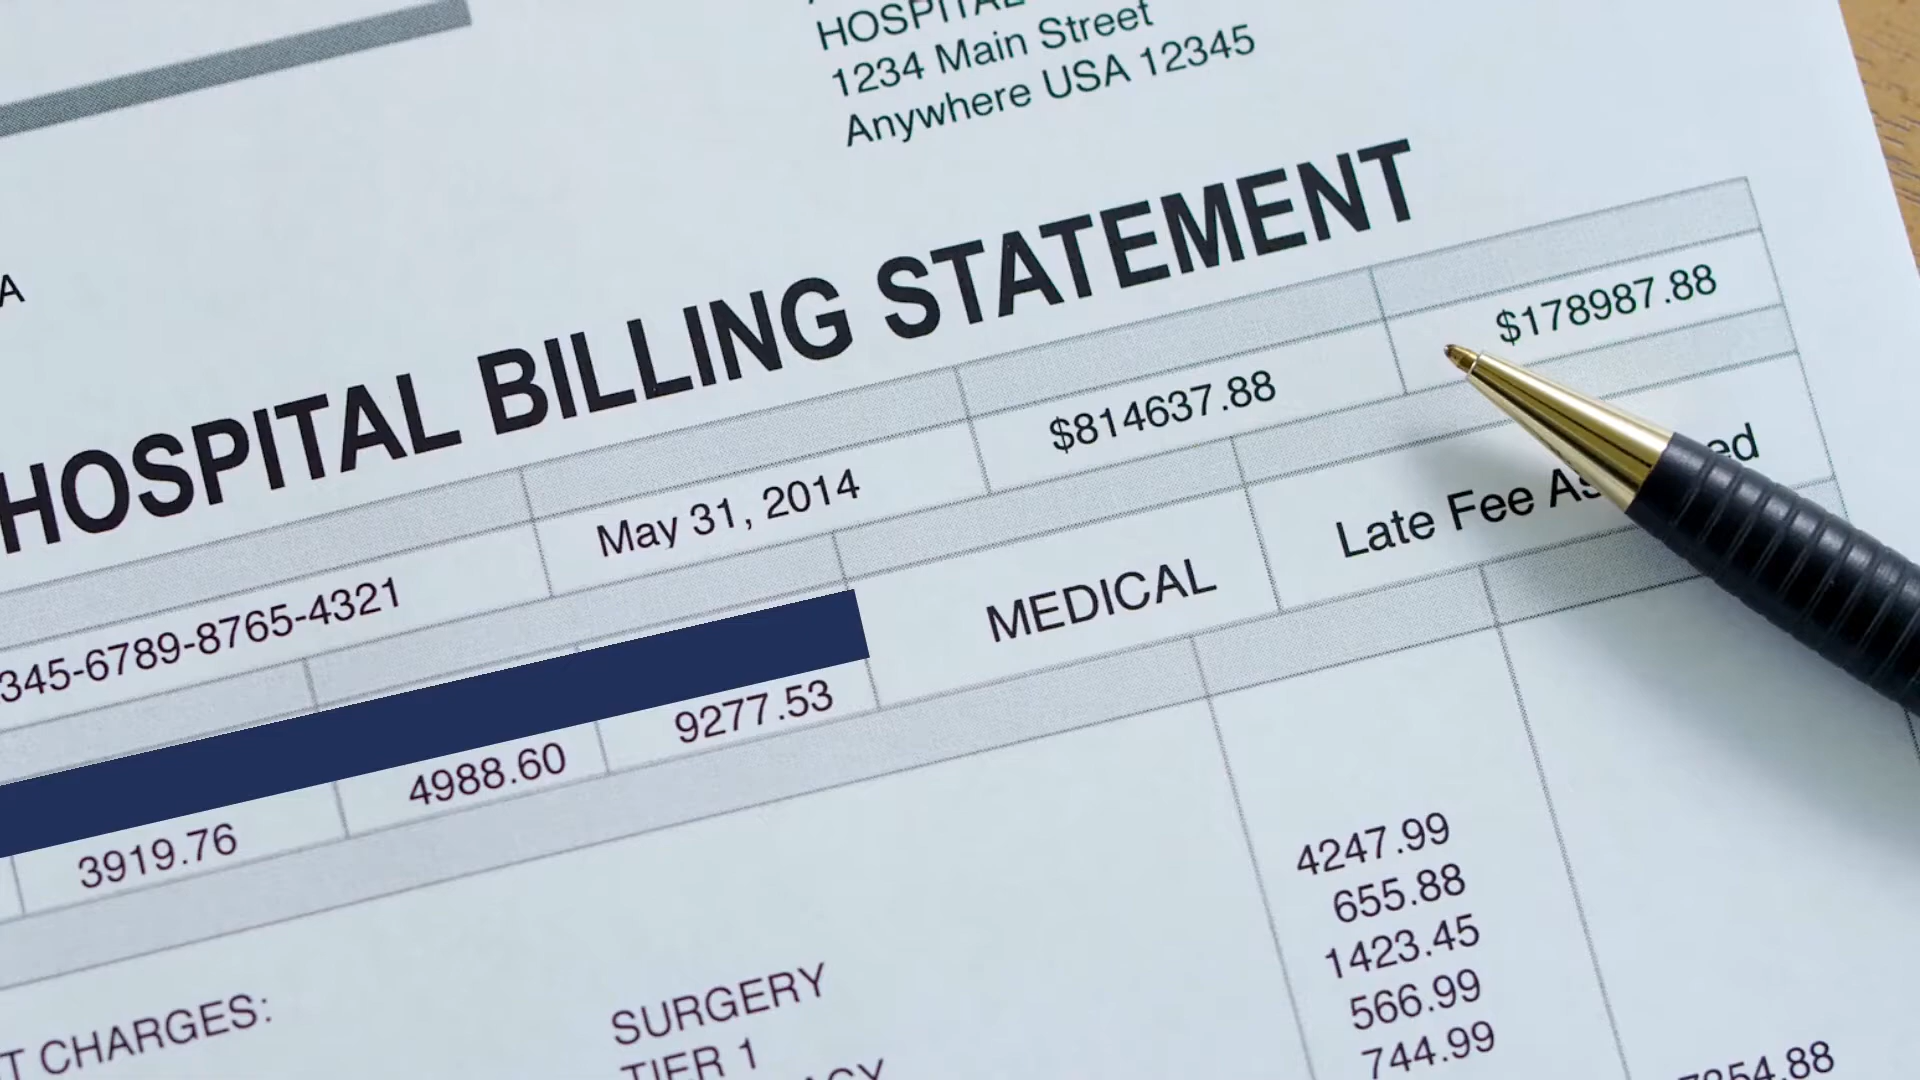 HOSPITAL
1234 Main Street
Anywhere USA 12345
A
HOSPITAL BILLING STATEMENT
345-6789-8765-4321
May 31, 2014
$814637.88
$178987.88
3919.76
4988.60
9277.53
MEDICAL
Late Fee
CHARGES:
SURGERY
TIER 1
4247.99
655.88
1423.45
566.99
744.99